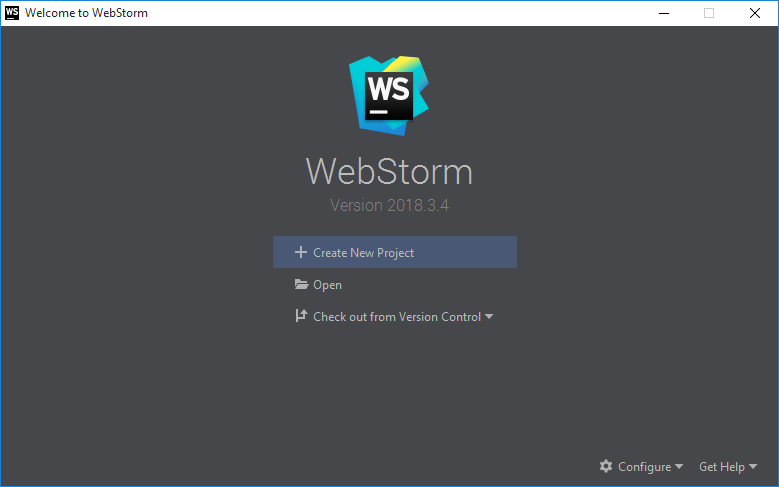 WS Welcome to WebStorm
WS
WebStorm
Version 2018.3.4
Create New Project
Open
Check out from Version Control
Configure Get Help